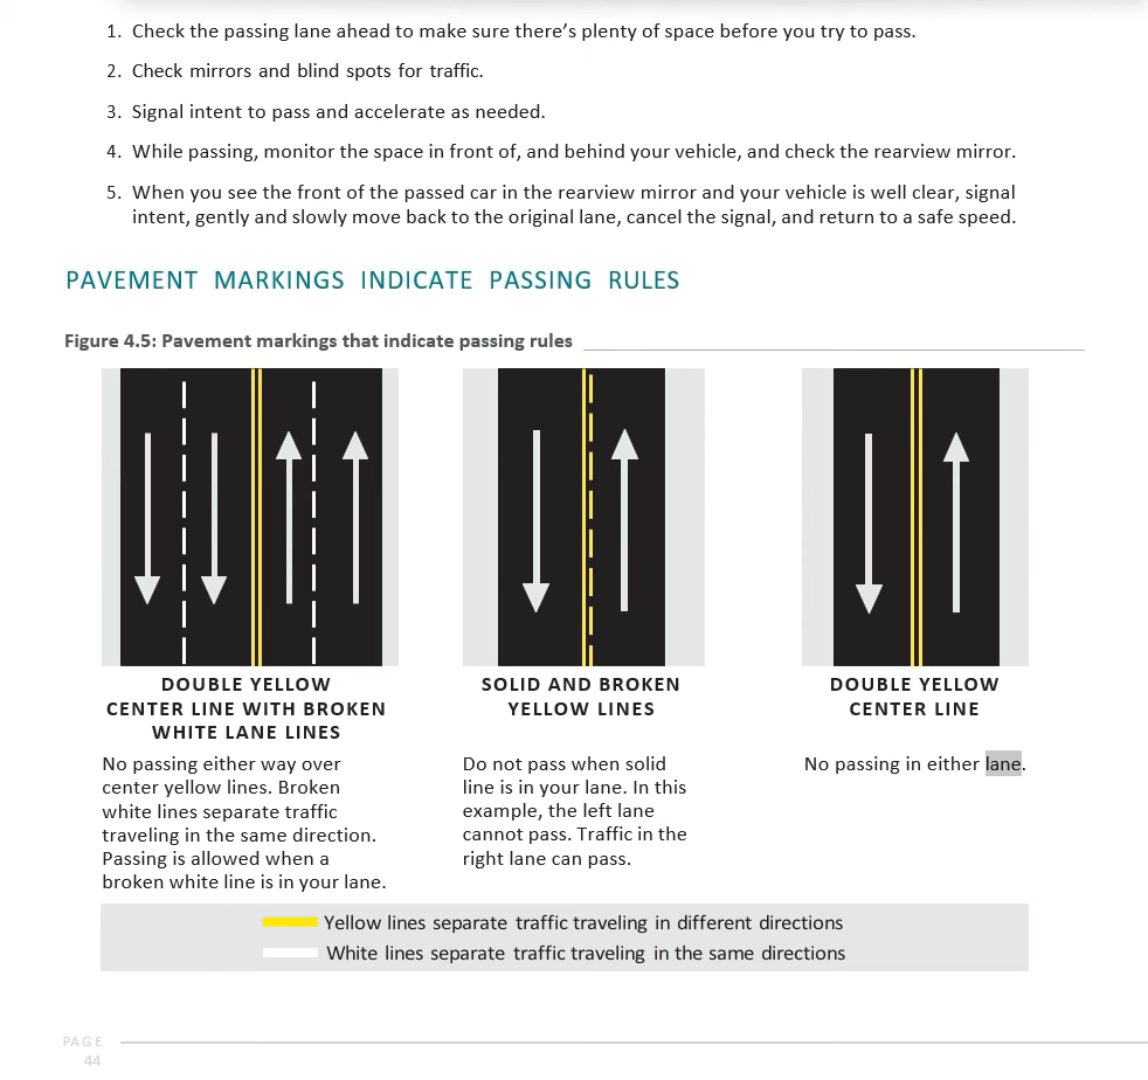 1. Check the passing lane ahead to make sure there’s plenty of space before you try to pass.
2. Check mirrors and blind spots for traffic.
3. Signal intent to pass and accelerate as needed.
4. While passing, monitor the space in front of, and behind your vehicle, and check the rearview mirror.
5. When you see the front of the passed car in the rearview mirror and your vehicle is well clear, signal
intent, gently and slowly move back to the original lane, cancel the signal, and return to a safe speed.
PAVEMENT MARKINGS INDICATE PASSING RULES
Figure 4.5: Pavement markings that indicate passing rules
DOUBLE YELLOW
CENTER LINE WITH BROKEN
WHITE LANE LINES
No passing either way over
center yellow lines. Broken
white lines separate traffic
traveling in the same direction.
Passing is allowed when a
broken white line is in your lane.
SOLID AND BROKEN
YELLOW LINES
Do not pass when solid
line is in your lane. In this
example, the left lane
cannot pass. Traffic in the
right lane can pass.
DOUBLE YELLOW
CENTER LINE
No passing in either lane.
Yellow lines separate traffic traveling in different directions
White lines separate traffic traveling in the same directions
PAGE
44